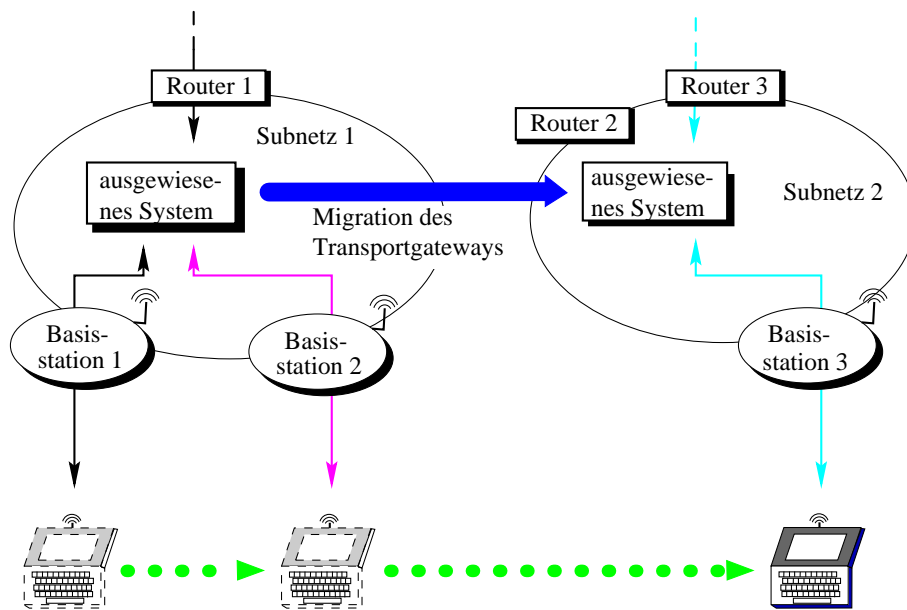 Router 1
Router 3
Router 2
Subnetz 1
ausgewiese-
nes System
ausgewiese-
nes System
Subnetz 2
Migration des
Transportgateways
Basis-
station 1
Basis-
station 2
Basis-
station 3